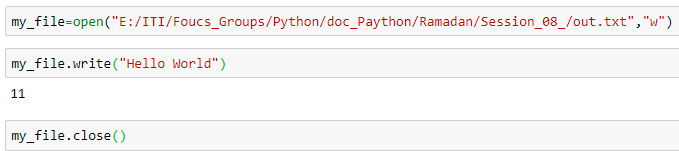 my_file=open("E:/ITI/Foucs_Groups/Python/doc_Paython/Ramadan/Session_08_/out.txt","w")
my_file.write("Hello World")
11
my_file.close()